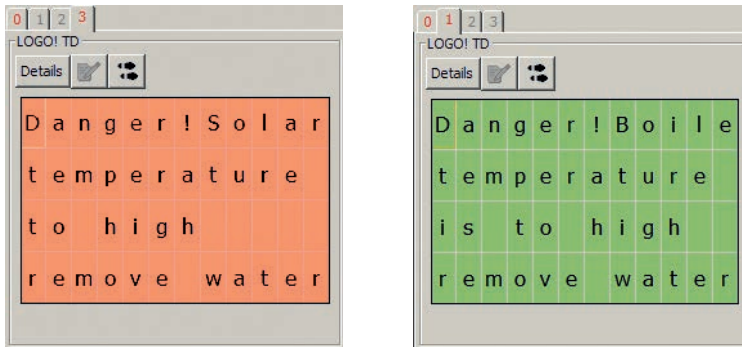 0 1 2 3
LOGO! TD
Details
Danger!Solar
temperature
to high
remove water
0 1 2 3
LOGO! TD
Details
Danger!Boile
temperature
is to high
remove water